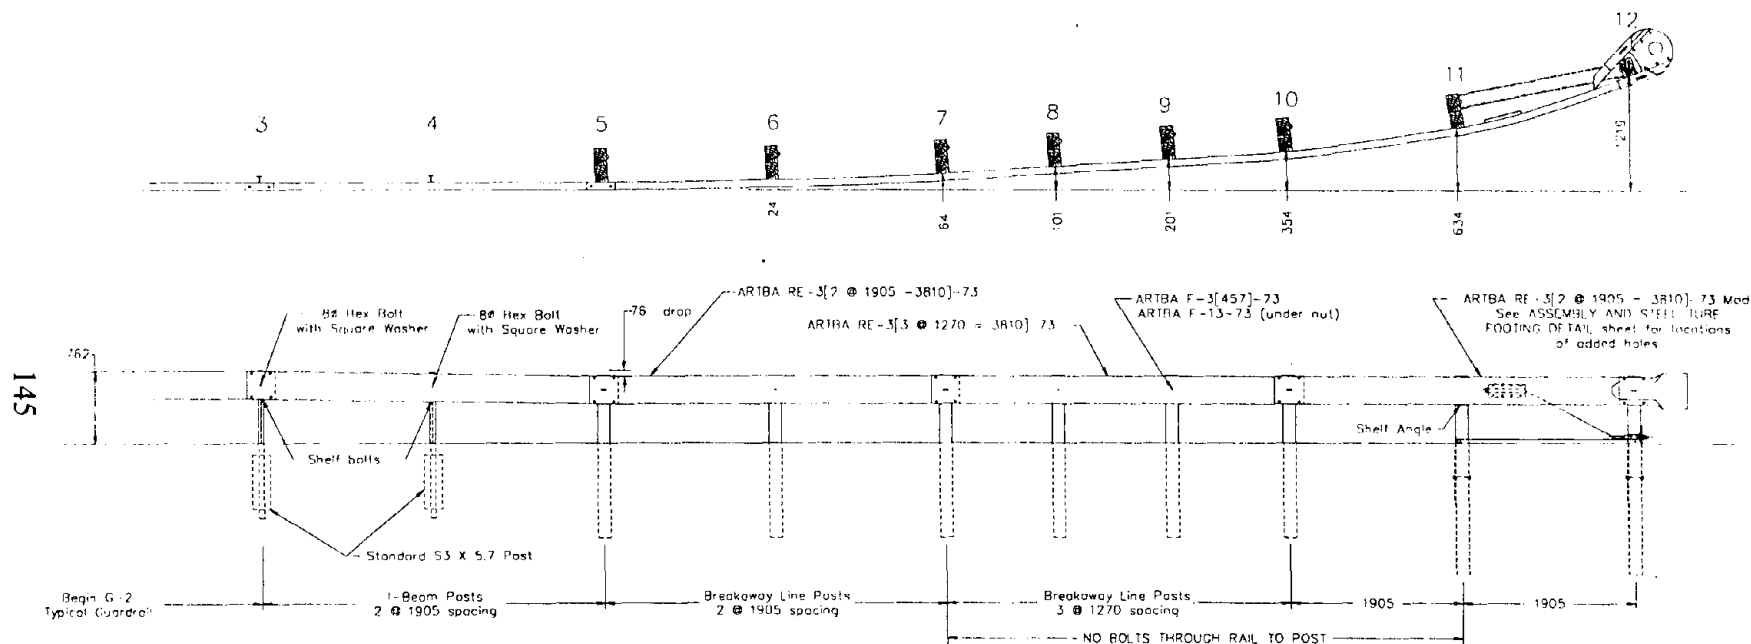 12
11
10
9
8
7
6
5
4
3
24
64
101
201
354
634
ARTBA RE-3[2 @ 1905 -3810]-73
76 drop
8ø Hex Bolt
with Square Washer
8ø Hex Bolt
with Square Washer
ARTBA RE-3[3 @ 1270 = 3810] 73
ARTBA F-3[457]-73
ARTBA F-13-73 (under nut)
ARTBA RE-3[2 @ 1905 - 3810]-73 Mod
See ASSEMBLY AND STEEL TUBE
FOOTING DETAIL sheet for locations
of added holes
762
145
Shelf bolts
Shelf Angle
Standard S3 X 5.7 Post
Begin G-2
Typical Guardrail
I-Beam Posts
2 @ 1905 spacing
Breakaway Line Posts
2 @ 1905 spacing
Breakaway Line Posts
3 @ 1270 spacing
1905
1905
NO BOLTS THROUGH RAIL TO POST